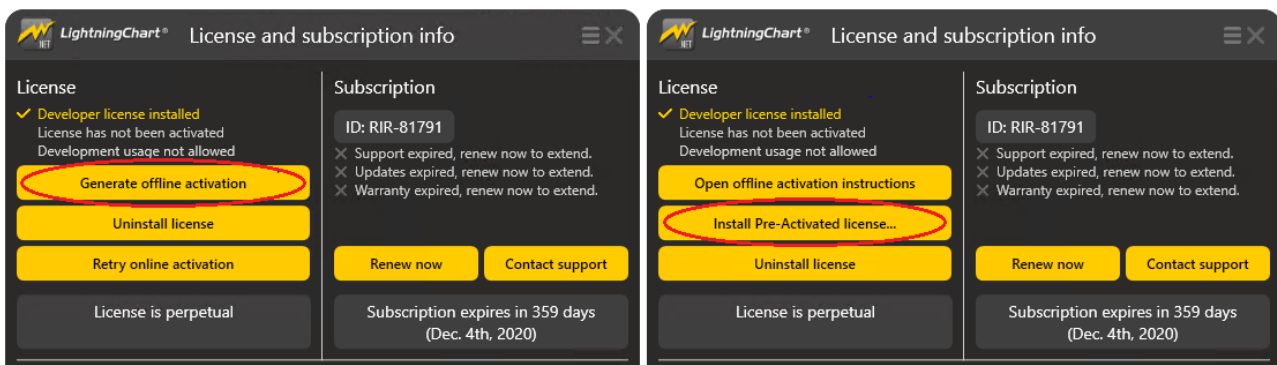 .NET LightningChart® License and subscription info
License
Developer license installed
License has not been activated
Development usage not allowed
Generate offline activation
Uninstall license
Retry online activation
License is perpetual
Subscription
ID: RIR-81791
Support expired, renew now to extend.
Updates expired, renew now to extend.
Warranty expired, renew now to extend.
Renew now
Contact support
Subscription expires in 359 days
(Dec. 4th, 2020)
.NET LightningChart® License and subscription info
License
Developer license installed
License has not been activated
Development usage not allowed
Open offline activation instructions
Install Pre-Activated license...
Uninstall license
License is perpetual
Subscription
ID: RIR-81791
Support expired, renew now to extend.
Updates expired, renew now to extend.
Warranty expired, renew now to extend.
Renew now
Contact support
Subscription expires in 359 days
(Dec. 4th, 2020)